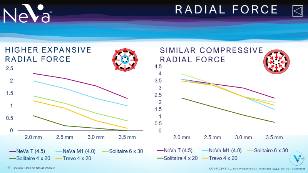 NeVa
RADIAL FORCE
HIGHER EXPANSIVE
RADIAL FORCE
2.5
2
1.5
1
0.5
0
2.0 mm 2.5 mm 3.0 mm 3.5 mm
NeVa T (4.5) NeVa M1 (4.0) Solitaire 6 x 30
Solitaire 4 x 20 Trevo 4 x 20
SIMILAR COMPRESSIVE
RADIAL FORCE
4.5
4
3.5
3
2.5
2
1.5
1
0.5
0
2.0 mm 2.5 mm 3.0 mm 3.5 mm
NeVa T (4.5) NeVa M1 (4.0) Solitaire 6 x 30
Solitaire 4 x 20 Trevo 4 x 20